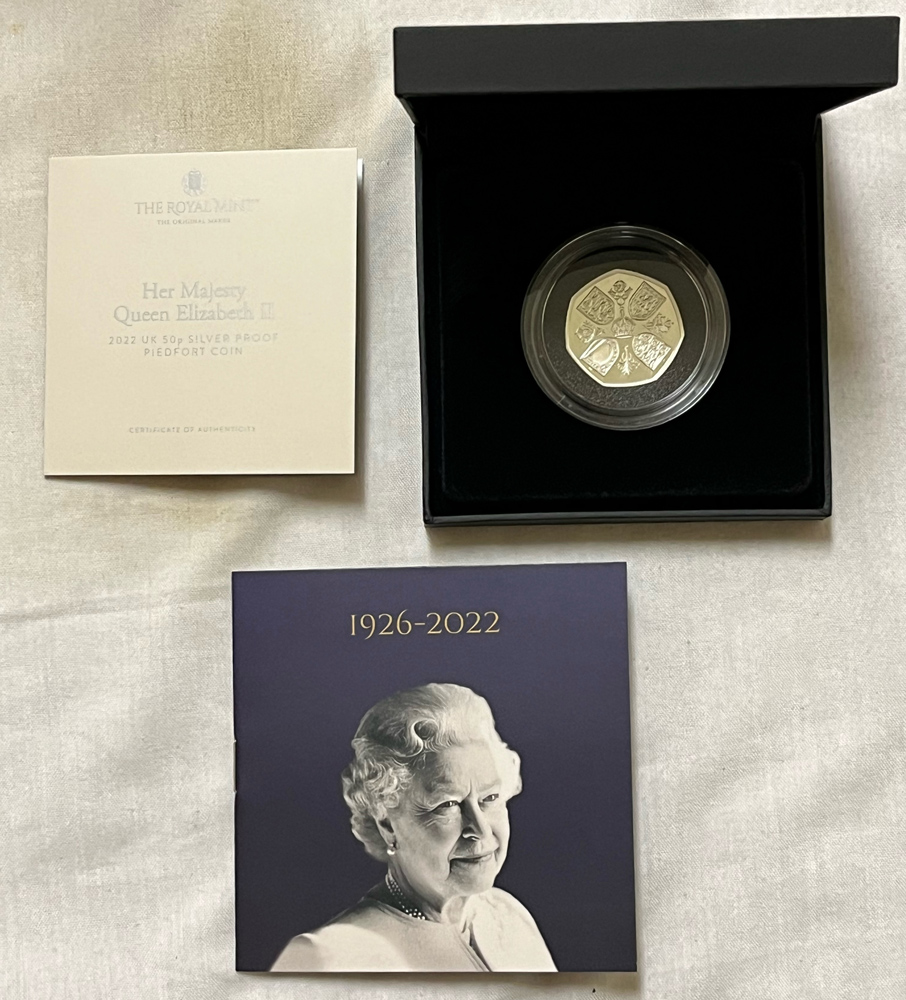 THE ROYAL MINT®
THE ORIGINAL MAKER
Her Majesty
Queen Elizabeth II
2022 UK 50p SILVER PROOF
PIEDFORT COIN
CERTIFICATE OF AUTHENTICITY
1926-2022